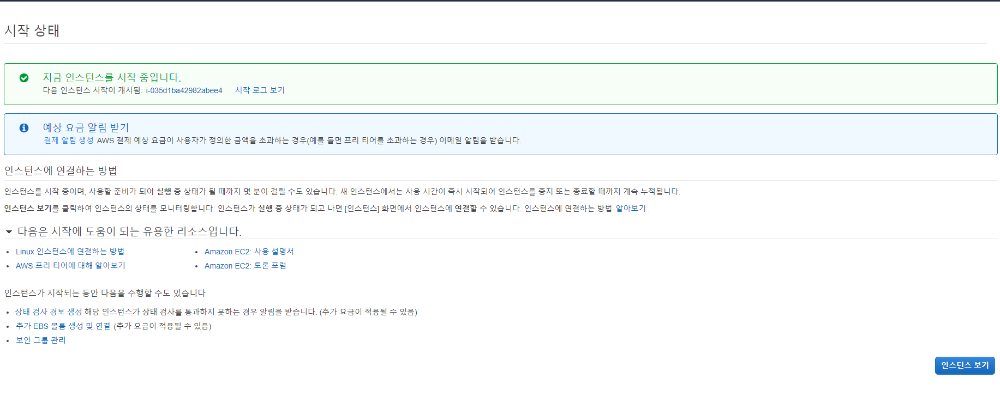 시작 상태
지금 인스턴스를 시작 중입니다.
다음 인스턴스 시작이 개시됨: i-035d1ba42982abee4 시작 로그 보기
예상 요금 알림 받기
결제 알림 생성 AWS 결제 예상 요금이 사용자가 정의한 금액을 초과하는 경우(예를 들면 프리 티어를 초과하는 경우) 이메일 알림을 받습니다.
인스턴스에 연결하는 방법
인스턴스를 시작 중이며, 사용할 준비가 되어 실행 중 상태가 될 때까지 몇 분이 걸릴 수도 있습니다. 새 인스턴스에서는 사용 시간이 즉시 시작되어 인스턴스를 중지 또는 종료할 때까지 계속 누적됩니다.
인스턴스 보기를 클릭하여 인스턴스의 상태를 모니터링합니다. 인스턴스가 실행 중 상태가 되고 나면 [인스턴스] 화면에서 인스턴스에 연결할 수 있습니다. 인스턴스에 연결하는 방법 알아보기.
다음은 시작에 도움이 되는 유용한 리소스입니다.
• Linux 인스턴스에 연결하는 방법
• AWS 프리 티어에 대해 알아보기
• Amazon EC2: 사용 설명서
• Amazon EC2: 토론 포럼
인스턴스가 시작되는 동안 다음을 수행할 수도 있습니다.
• 상태 검사 경보 생성 해당 인스턴스가 상태 검사를 통과하지 못하는 경우 알림을 받습니다. (추가 요금이 적용될 수 있음)
• 추가 EBS 볼륨 생성 및 연결 (추가 요금이 적용될 수 있음)
• 보안 그룹 관리
인스턴스 보기